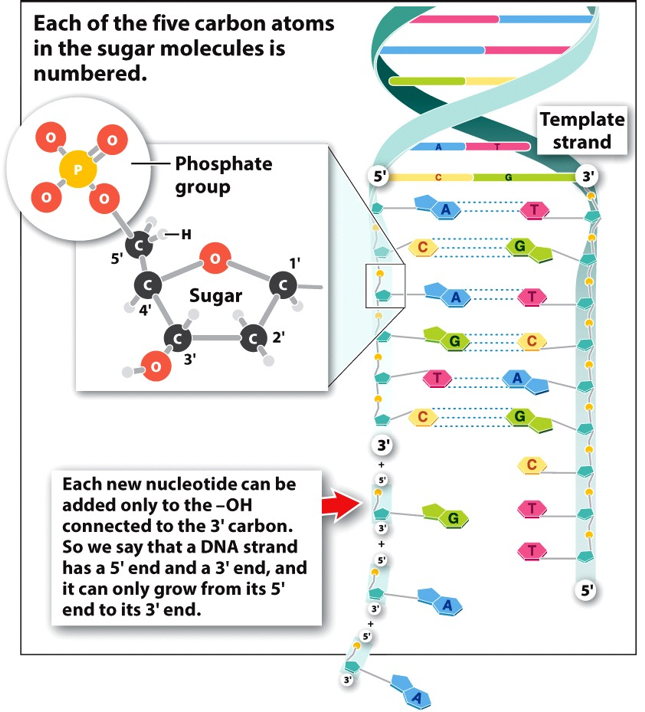 Each of the five carbon atoms
in the sugar molecules is
numbered.
Template
strand
O
O
P
O
O
Phosphate
group
A T
5' C G 3'
A T
C G
A T
G C
T A
C G
C
T
T
5'
C
H
5'
O
1'
C
C
Sugar
4'
C
C
2'
3'
O
3'
+
5'
3'
G
+
5'
3'
A
+
5'
3'
A
5'
Each new nucleotide can be
added only to the –OH
connected to the 3' carbon.
So we say that a DNA strand
has a 5' end and a 3' end, and
it can only grow from its 5'
end to its 3' end.